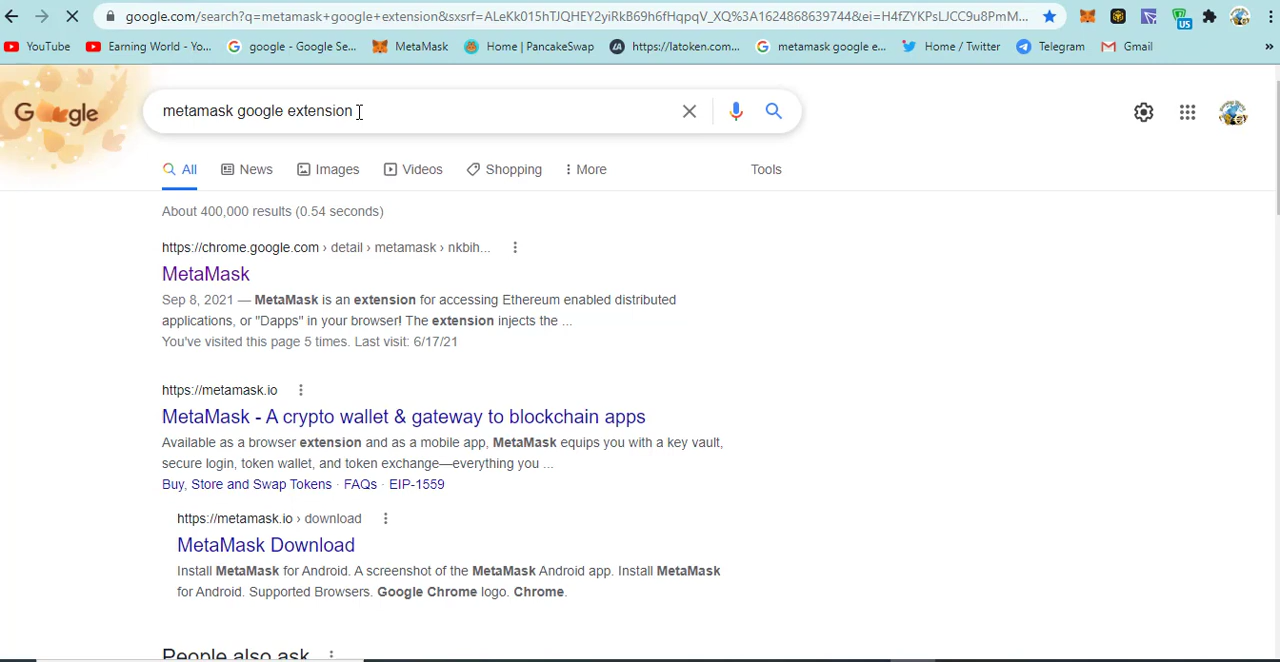 google.com/search?q=metamask+google+extension&sxsrf=ALeKk015hTJQHEY2yiRkB69h6fHqpqV_XQ%3A1624868639744&ei=H4fZYKPsLJCC9u8PmM...
US
YouTube Earning World - Yo... google - Google Se... MetaMask Home | PancakeSwap https://latoken.com... metamask google e... Home / Twitter Telegram Gmail »
Google metamask google extension
All News Images Videos Shopping More Tools
About 400,000 results (0.54 seconds)
https://chrome.google.com › detail › metamask › nkbih...
MetaMask
Sep 8, 2021 — MetaMask is an extension for accessing Ethereum enabled distributed
applications, or "Dapps" in your browser! The extension injects the ...
You've visited this page 5 times. Last visit: 6/17/21
https://metamask.io
MetaMask - A crypto wallet & gateway to blockchain apps
Available as a browser extension and as a mobile app, MetaMask equips you with a key vault,
secure login, token wallet, and token exchange—everything you ...
Buy, Store and Swap Tokens · FAQs · EIP-1559
https://metamask.io › download
MetaMask Download
Install MetaMask for Android. A screenshot of the MetaMask Android app. Install MetaMask
for Android. Supported Browsers. Google Chrome logo. Chrome.
People also ask